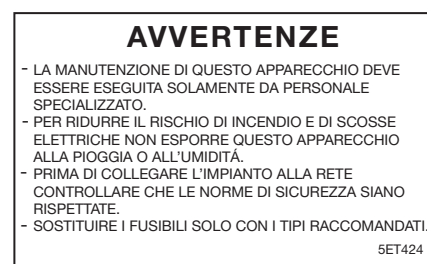 AVVERTENZE
- LA MANUTENZIONE DI QUESTO APPARECCHIO DEVE
ESSERE ESEGUITA SOLAMENTE DA PERSONALE
SPECIALIZZATO.
- PER RIDURRE IL RISCHIO DI INCENDIO E DI SCOSSE
ELETTRICHE NON ESPORRE QUESTO APPARECCHIO
ALLA PIOGGIA O ALL'UMIDITÁ.
- PRIMA DI COLLEGARE L'IMPIANTO ALLA RETE
CONTROLLARE CHE LE NORME DI SICUREZZA SIANO
RISPETTATE.
- SOSTITUIRE I FUSIBILI SOLO CON I TIPI RACCOMANDATI.
5ET424